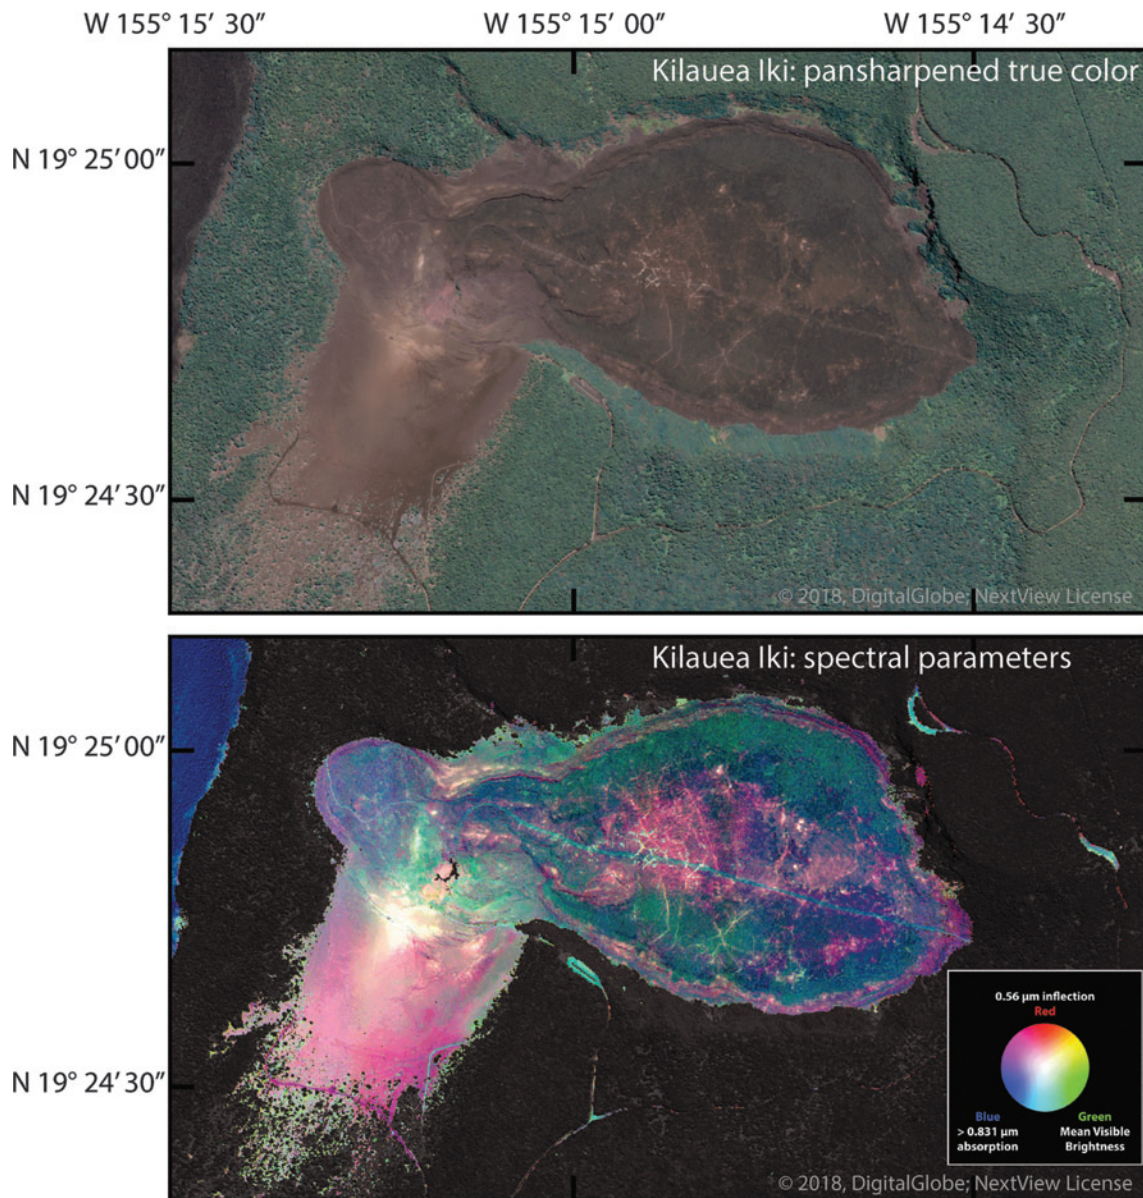 W 155° 15′ 30″ W 155° 15′ 00″ W 155° 14′ 30″
Kilauea Iki: pansharpened true color
N 19° 25′ 00″
N 19° 24′ 30″
© 2018, DigitalGlobe; NextView License
Kilauea Iki: spectral parameters
N 19° 25′ 00″
N 19° 24′ 30″
0.56 μm inflection
Red
Blue
> 0.831 μm
absorption
Green
Mean Visible
Brightness
© 2018, DigitalGlobe; NextView License